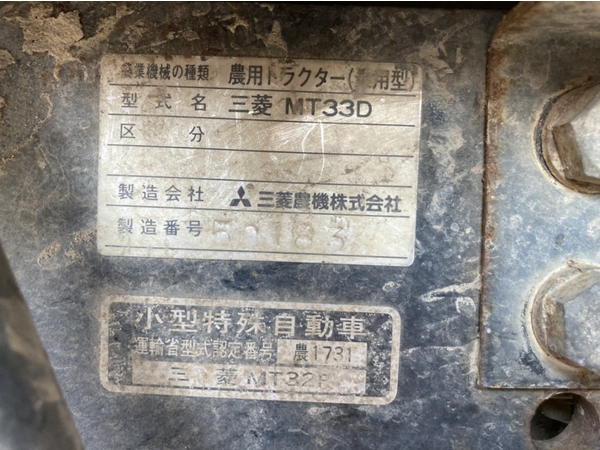 農業機械の種類 農用トラクター(乗用型)
型式名 三菱 MT33D
区分
製造会社 三菱農機株式会社
製造番号
小型特殊自動車
運輸省型式認定番号 農1731
三菱 MT32